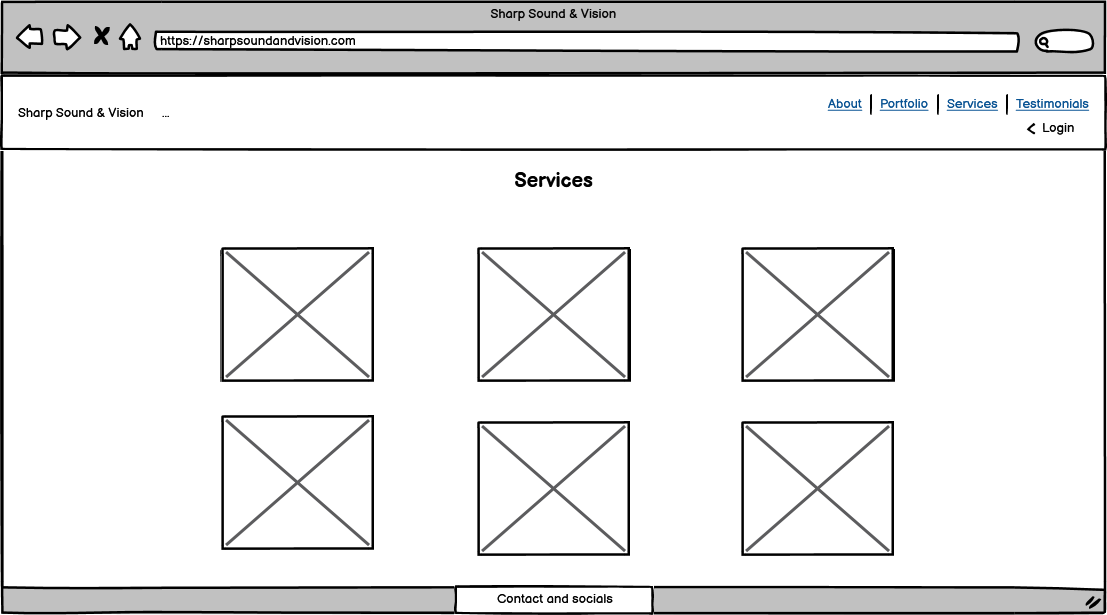 Sharp Sound & Vision
https://sharpsoundandvision.com
Sharp Sound & Vision ...
About Portfolio Services Testimonials
Login
Services
Contact and socials